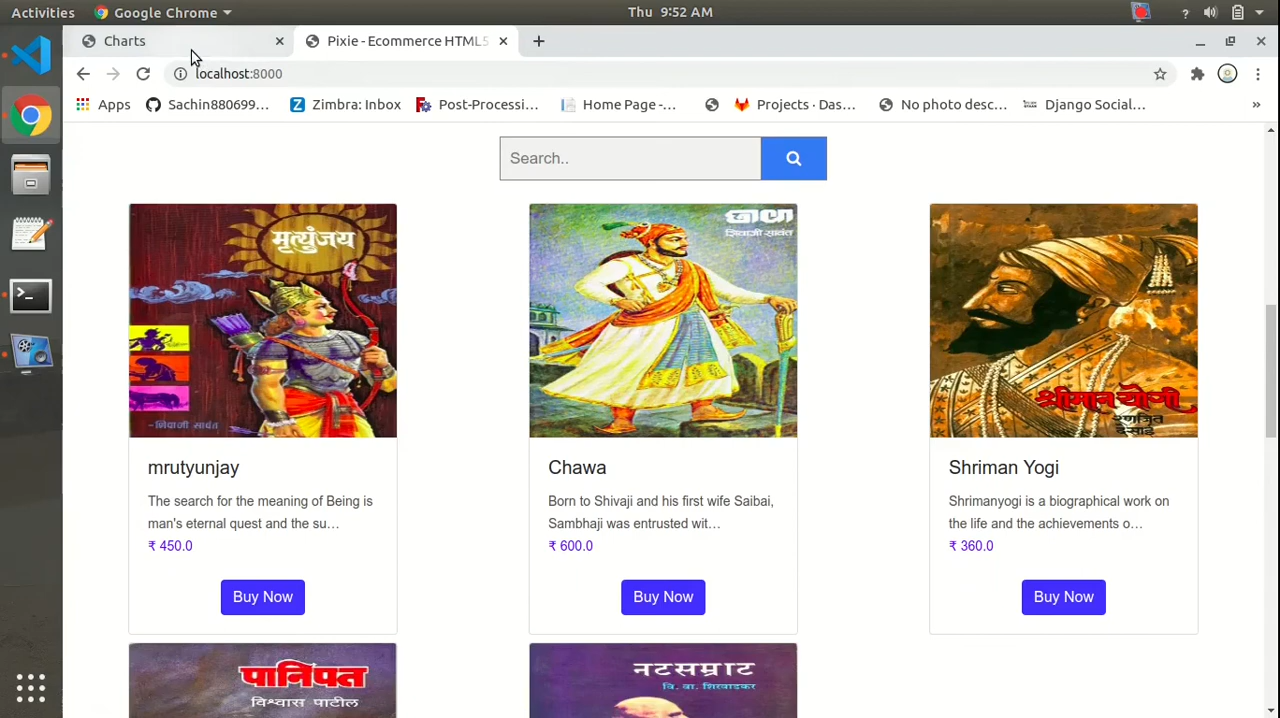 Activities
Google Chrome
Thu 9:52 AM
Charts
Pixie - Ecommerce HTML5
localhost:8000
Apps
Sachin880699...
Zimbra: Inbox
Post-Processi...
Home Page -...
Projects · Das...
No photo desc...
Django Social...
»
Search..
मृत्युंजय
- शिवाजी सावंत
छावा
शिवाजी सावंत
श्रीमान योगी
रणजित
देसाई
mrutyunjay
The search for the meaning of Being is
man's eternal quest and the su...
₹ 450.0
Buy Now
Chawa
Born to Shivaji and his first wife Saibai,
Sambhaji was entrusted wit...
₹ 600.0
Buy Now
Shriman Yogi
Shrimanyogi is a biographical work on
the life and the achievements o...
₹ 360.0
Buy Now
पानिपत
विश्वास पाटील
नटसम्राट
वि. वा. शिरवाडकर